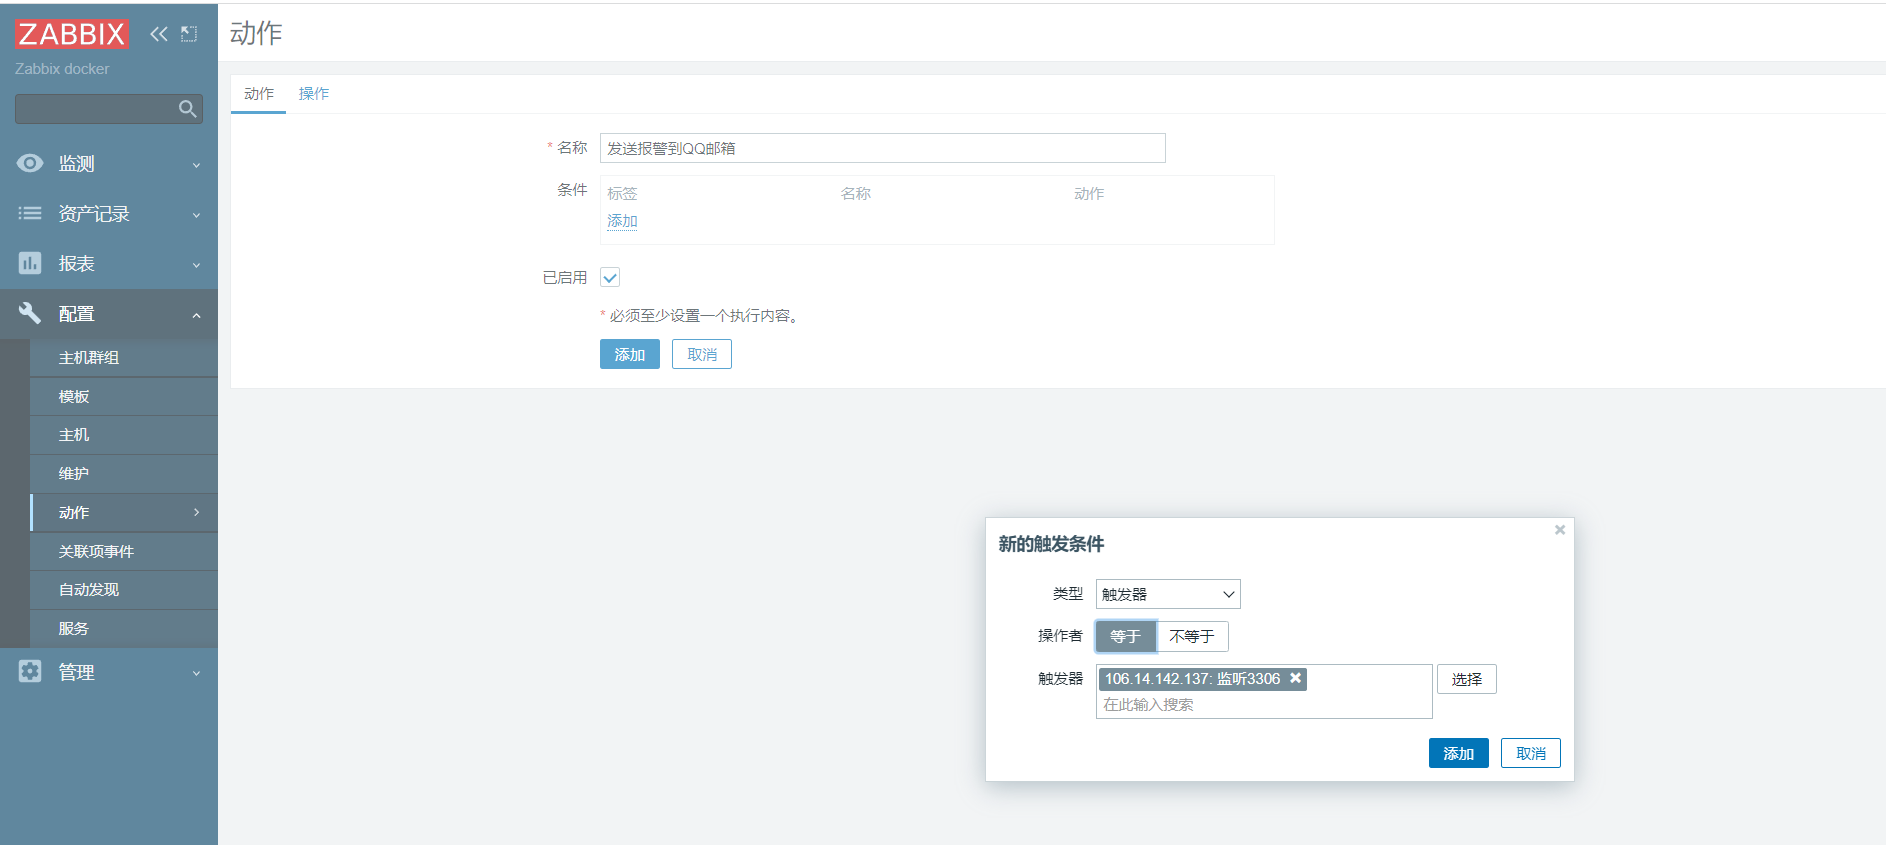 ZABBIX
Zabbix docker
监测
资产记录
报表
配置
主机群组
模板
主机
维护
动作
关联项事件
自动发现
服务
管理
动作
动作 操作
* 名称 发送报警到QQ邮箱
条件 标签 名称 动作
添加
已启用
* 必须至少设置一个执行内容。
添加 取消
新的触发条件
类型 触发器
操作者 等于 不等于
触发器 106.14.142.137: 监听3306 选择
在此输入搜索
添加 取消